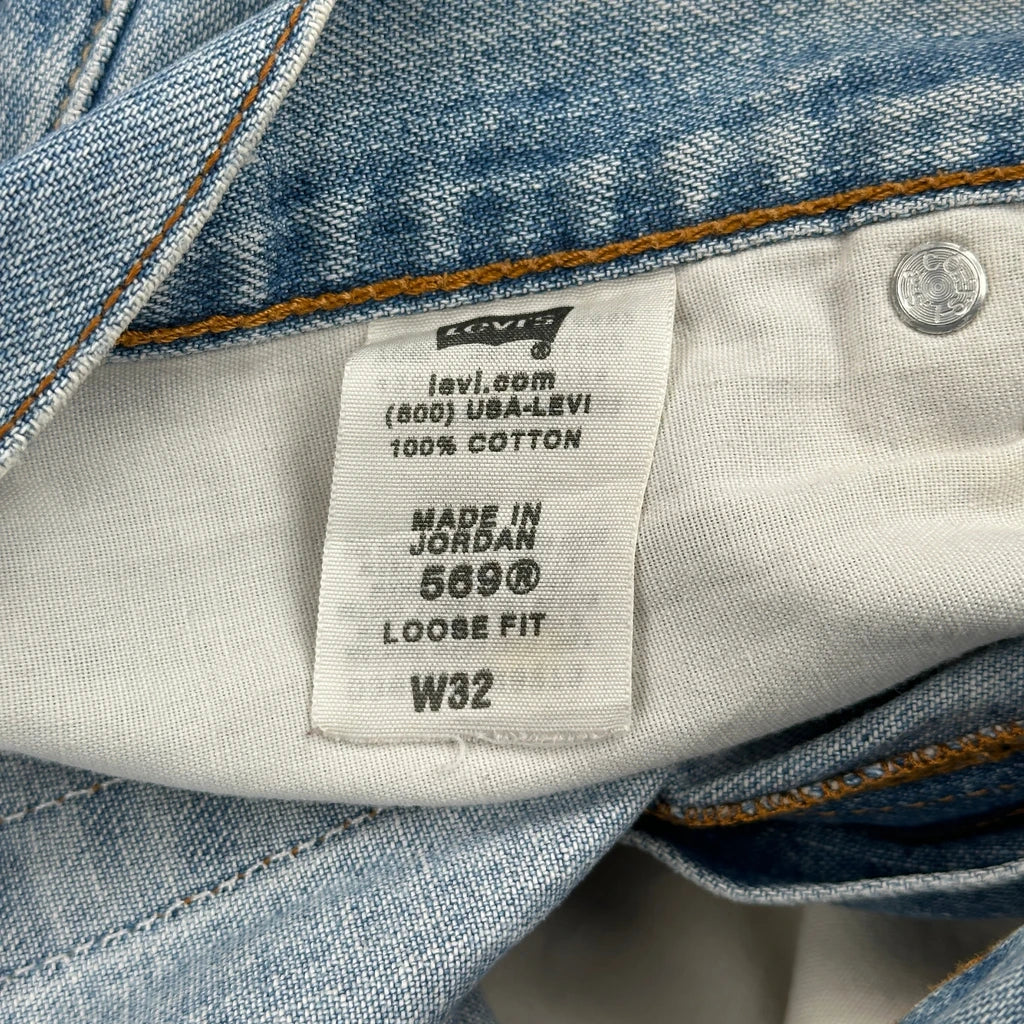 LEVI'S
®
levi.com
(800) USA-LEVI
100% COTTON
MADE IN
JORDAN
569®
LOOSE FIT
W32